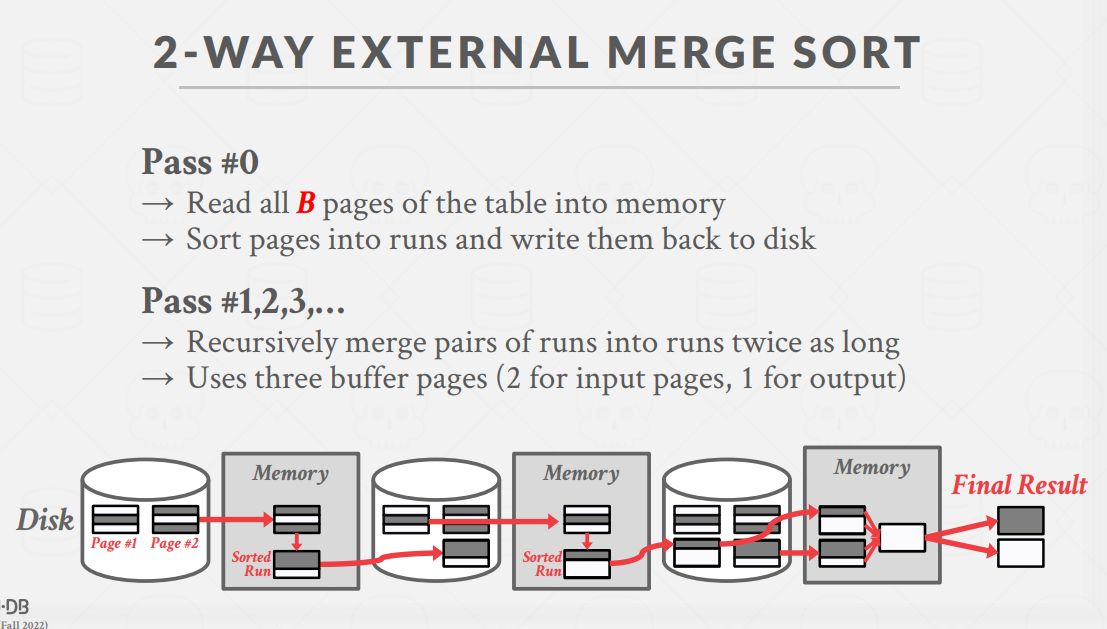 2-WAY EXTERNAL MERGE SORT
Pass #0
→ Read all B pages of the table into memory
→ Sort pages into runs and write them back to disk
Pass #1,2,3,…
→ Recursively merge pairs of runs into runs twice as long
→ Uses three buffer pages (2 for input pages, 1 for output)
Disk
Page #1 Page #2
Memory
Sorted
Run
Memory
Sorted
Run
Memory
Final Result
·DB
Fall 2022)